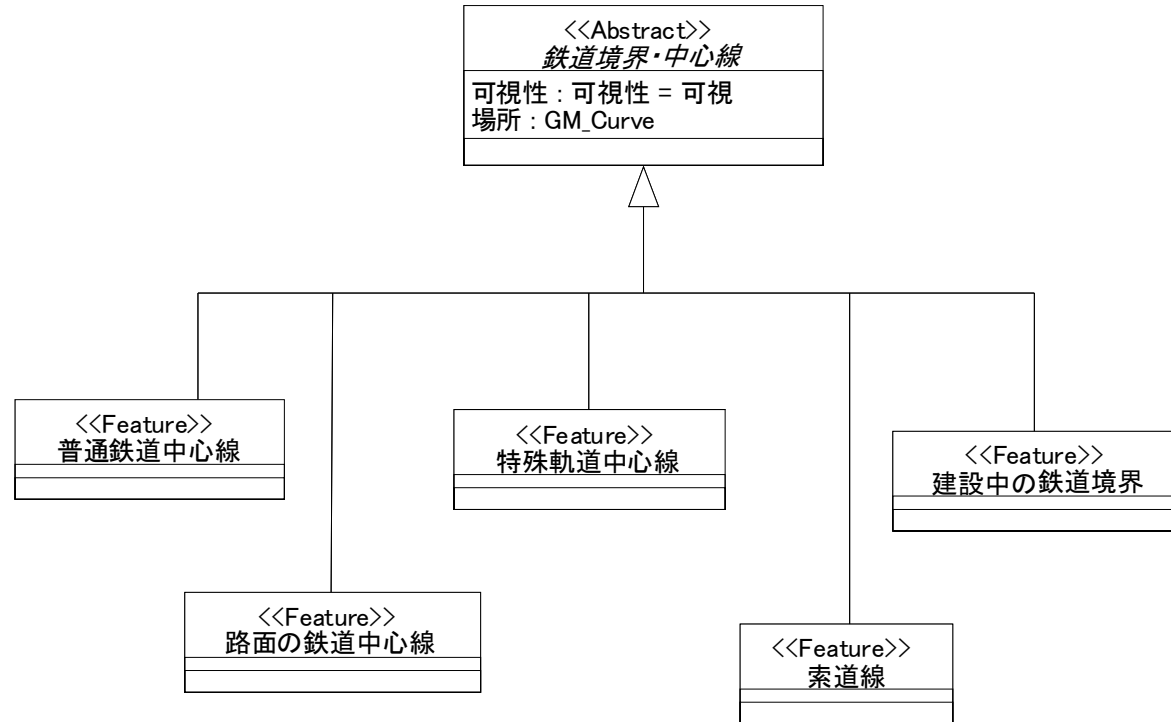 <<Abstract>>
鉄道境界・中心線
可視性 : 可視性 = 可視
場所 : GM_Curve
<<Feature>>
普通鉄道中心線
<<Feature>>
特殊軌道中心線
<<Feature>>
建設中の鉄道境界
<<Feature>>
路面の鉄道中心線
<<Feature>>
索道線